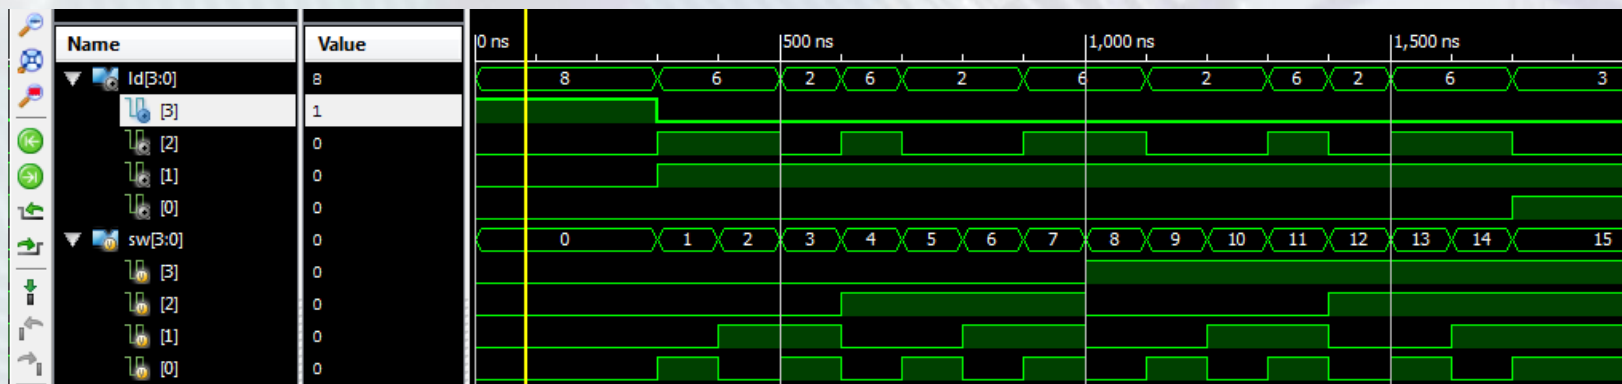 Name Value 0 ns 500 ns 1,000 ns 1,500 ns
ld[3:0] 8 8 6 2 6 2 6 2 6 2 6 3
[3] 1
[2] 0
[1] 0
[0] 0
sw[3:0] 0 0 1 2 3 4 5 6 7 8 9 10 11 12 13 14 15
[3] 0
[2] 0
[1] 0
[0] 0